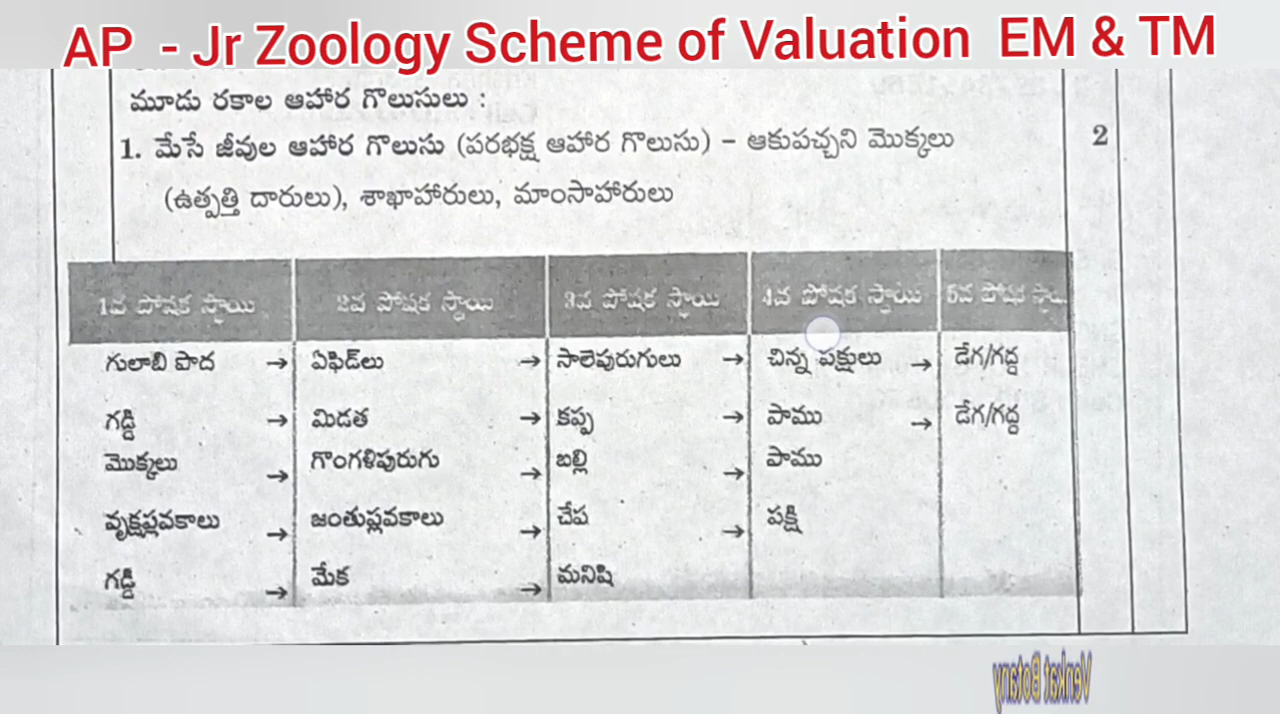 AP - Jr Zoology Scheme of Valuation EM & TM
మూడు రకాల ఆహార గొలుసులు :
1. మేసే జీవుల ఆహార గొలుసు (పరభక్ష ఆహార గొలుసు) – ఆకుపచ్చని మొక్కలు 2
(ఉత్పత్తి దారులు), శాఖాహారులు, మాంసాహారులు
1వ పోషక స్థాయి 2వ పోషక స్థాయి 3వ పోషక స్థాయి 4వ పోషక స్థాయి 5వ పోషక
గులాబి పొద → ఏఫిడ్‌లు → సాలెపురుగులు → చిన్న పక్షులు → డేగ/గద్ద
గడ్డి → మిడత → కప్ప → పాము → డేగ/గద్ద
మొక్కలు → గొంగళిపురుగు → బల్లి → పాము
వృక్షప్లవకాలు → జంతుప్లవకాలు → చేప → పక్షి
గడ్డి → మేక → మనిషి
Venkat Botany